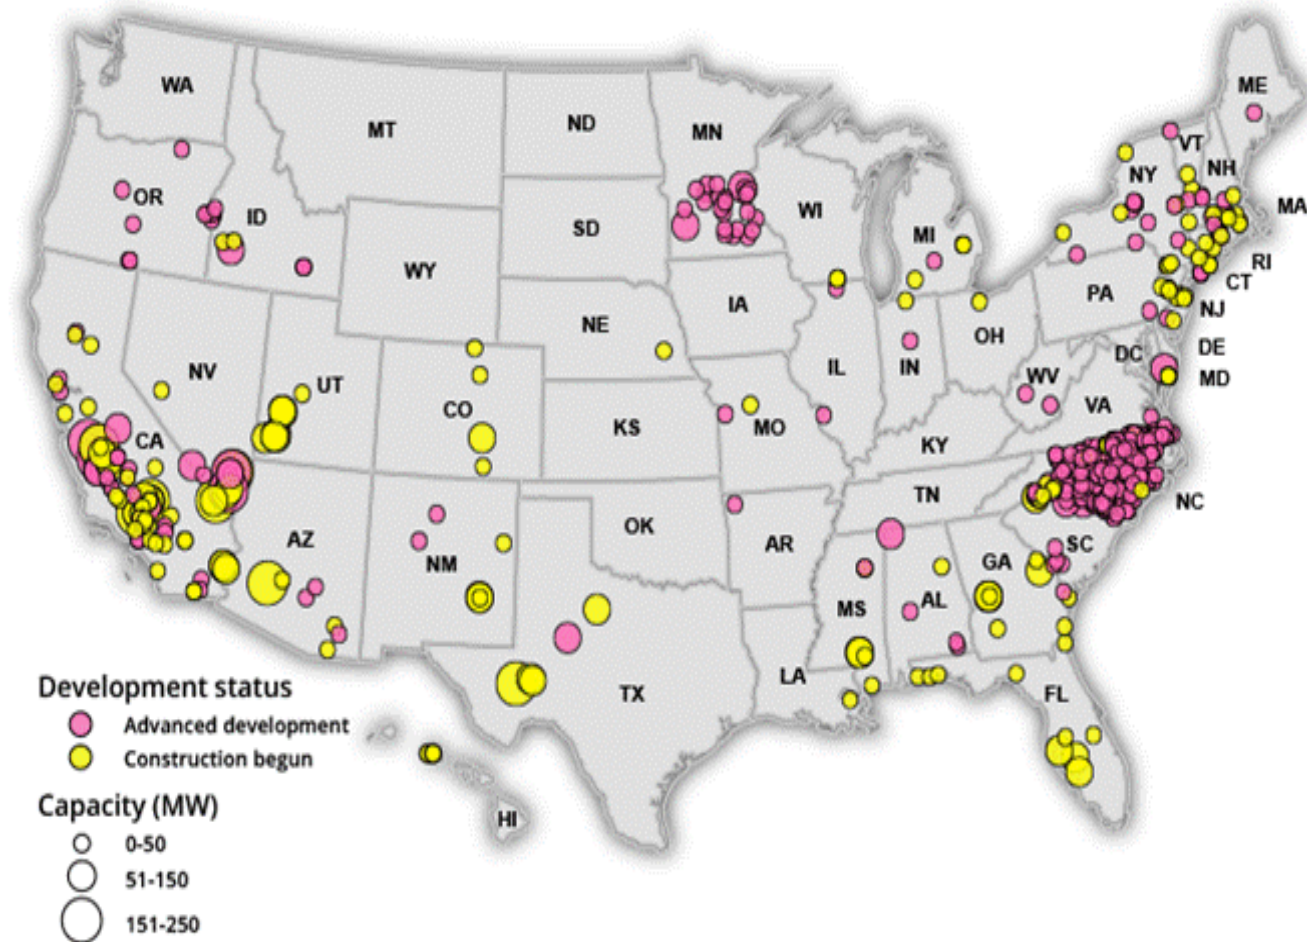 WA
ME
MT
ND
MN
VT
NH
OR
ID
NY
MA
SD
WI
MI
WY
RI
CT
IA
PA
NJ
NE
OH
NV
UT
IL
IN
DC
DE
MD
WV
CO
VA
CA
KS
MO
KY
TN
NC
OK
AZ
AR
NM
SC
GA
MS
AL
LA
TX
FL
HI
Development status
Advanced development
Construction begun
Capacity (MW)
0-50
51-150
151-250